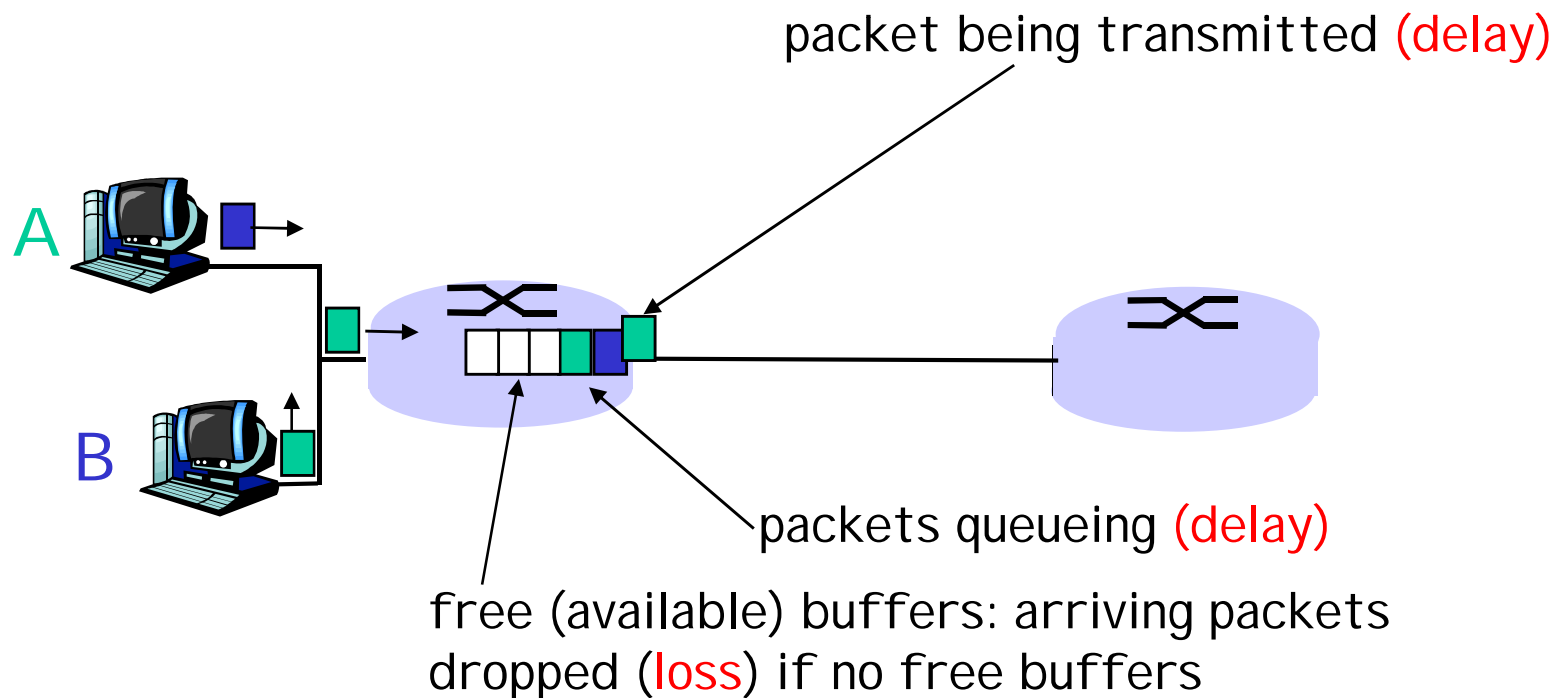 packet being transmitted (delay)
A
B
packets queueing (delay)
free (available) buffers: arriving packets
dropped (loss) if no free buffers